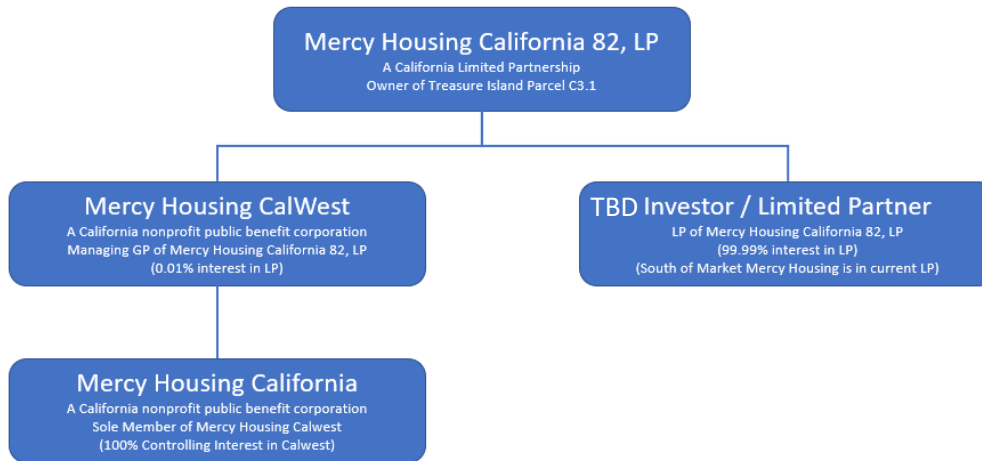 Mercy Housing California 82, LP
A California Limited Partnership
Owner of Treasure Island Parcel C3.1
Mercy Housing CalWest
A California nonprofit public benefit corporation
Managing GP of Mercy Housing California 82, LP
(0.01% interest in LP)
TBD Investor / Limited Partner
LP of Mercy Housing California 82, LP
(99.99% interest in LP)
(South of Market Mercy Housing is in current LP)
Mercy Housing California
A California nonprofit public benefit corporation
Sole Member of Mercy Housing Calwest
(100% Controlling Interest in Calwest)